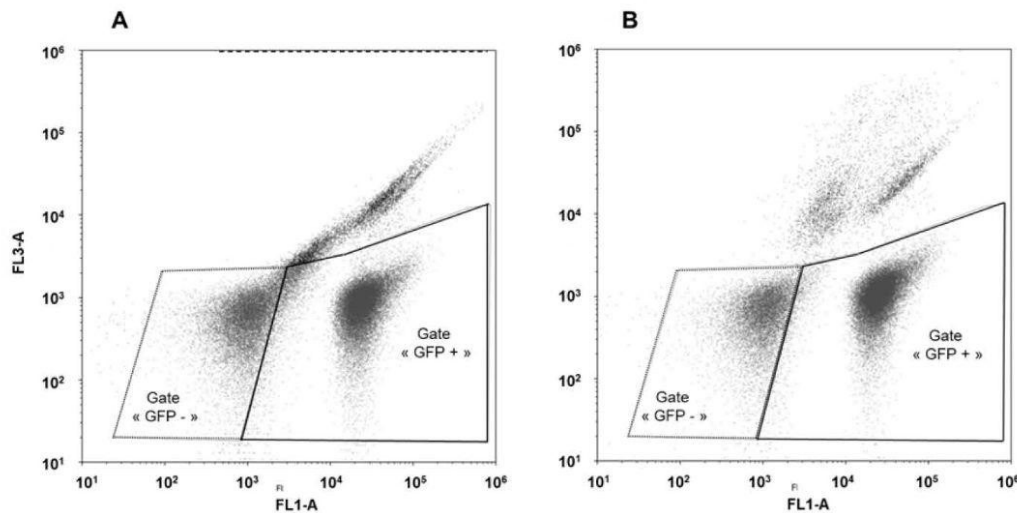 A
10⁶
10⁵
10⁴
10³
10²
10¹
FL3-A
Gate
« GFP - »
Gate
« GFP + »
10¹
10²
10³
10⁴
10⁵
10⁶
FL1-A
B
10⁶
10⁵
10⁴
10³
10²
10¹
Gate
« GFP - »
Gate
« GFP + »
10¹
10²
10³
10⁴
10⁵
10⁶
FL1-A